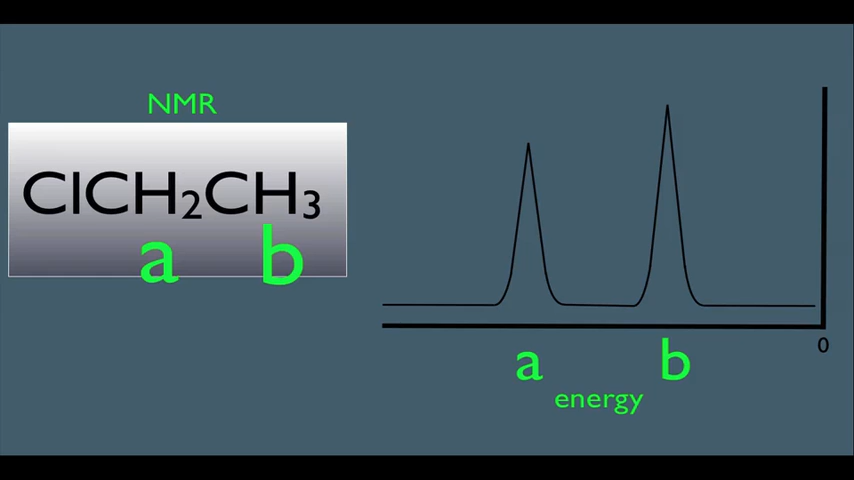 NMR
ClCH₂CH₃
a b
0
a b
energy